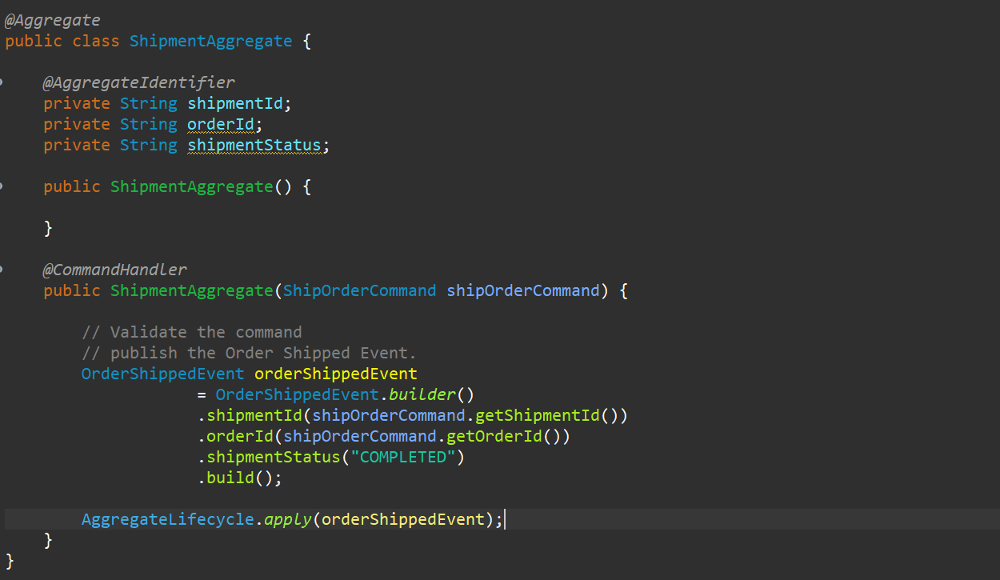 @Aggregate
public class ShipmentAggregate {
@AggregateIdentifier
private String shipmentId;
private String orderId;
private String shipmentStatus;
public ShipmentAggregate() {
}
@CommandHandler
public ShipmentAggregate(ShipOrderCommand shipOrderCommand) {
// Validate the command
// publish the Order Shipped Event.
OrderShippedEvent orderShippedEvent
= OrderShippedEvent.builder()
.shipmentId(shipOrderCommand.getShipmentId())
.orderId(shipOrderCommand.getOrderId())
.shipmentStatus("COMPLETED")
.build();
AggregateLifecycle.apply(orderShippedEvent);
}
}